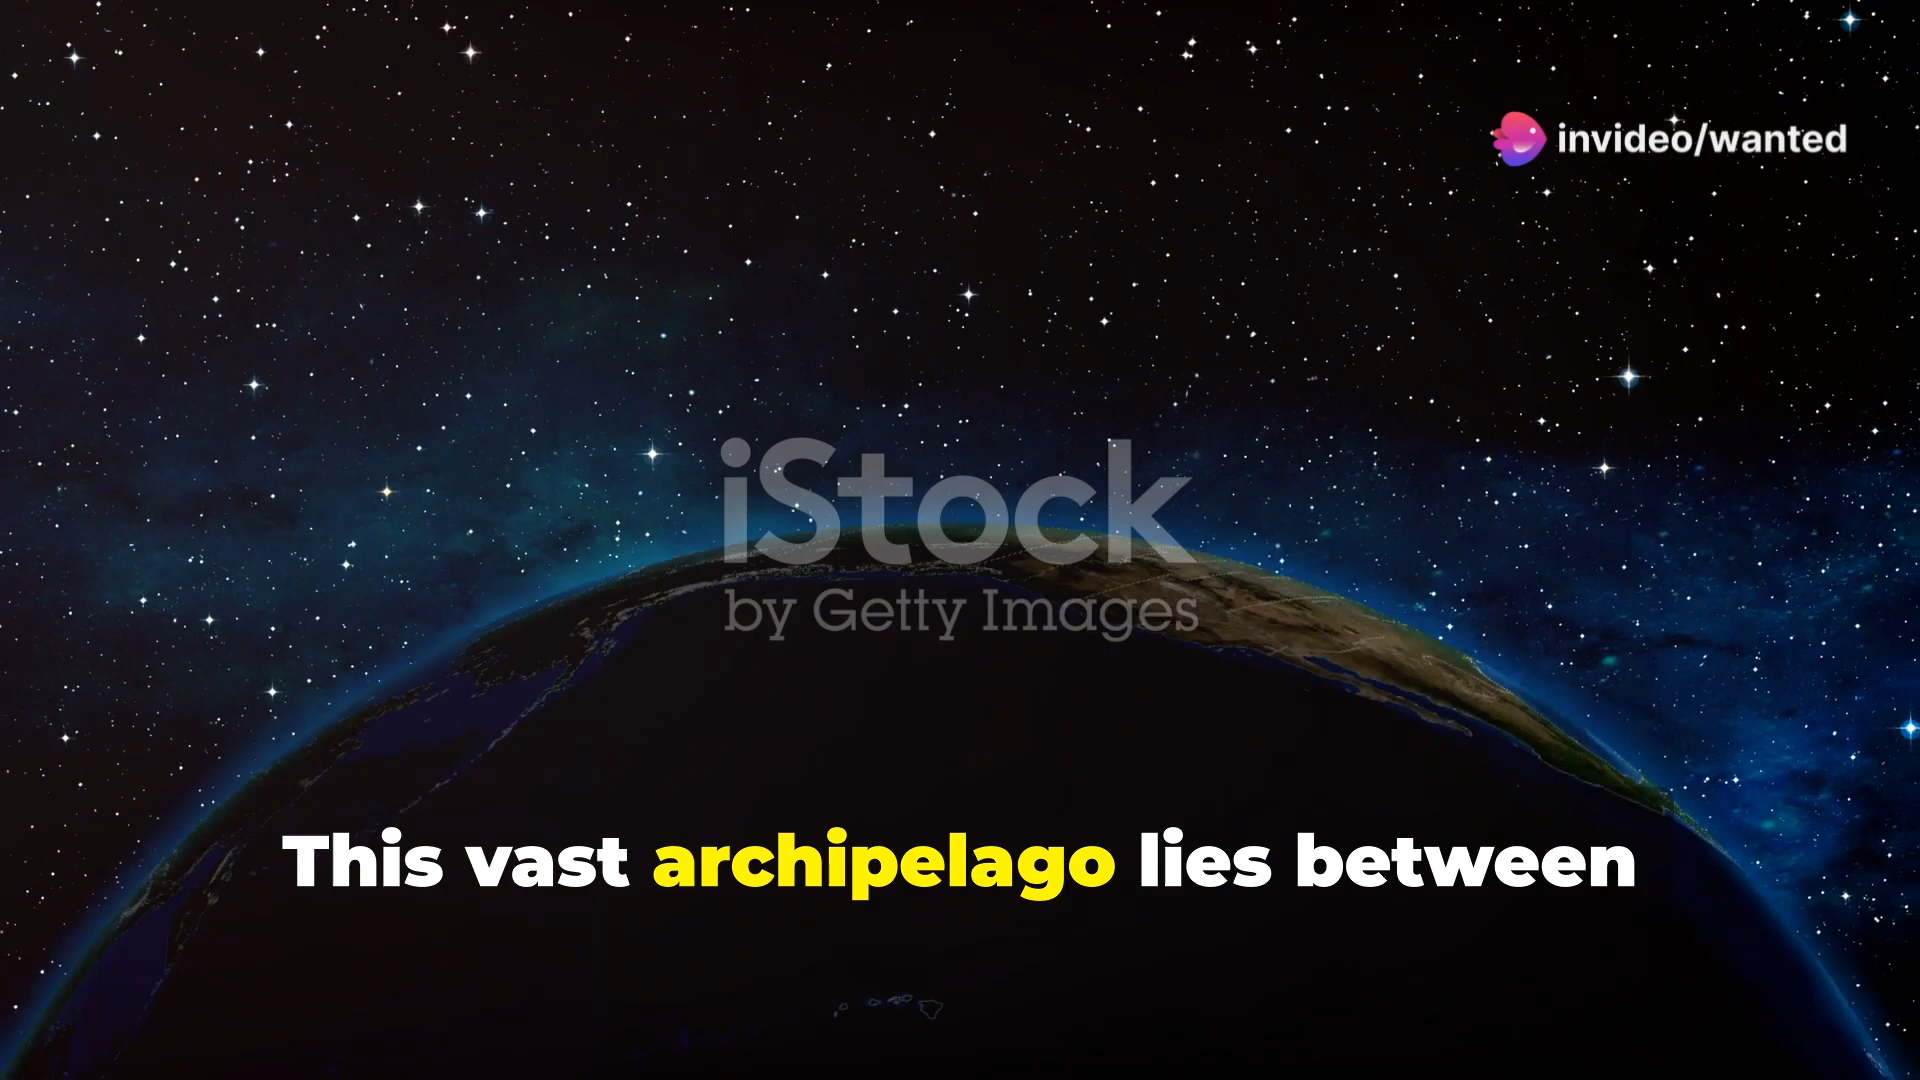 invideo/wanted
iStock
by Getty Images
This vast archipelago lies between